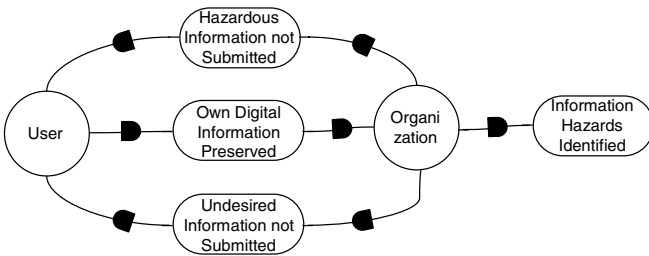 Hazardous
Information not
Submitted
User
Own Digital
Information
Preserved
Organi
zation
Information
Hazards
Identified
Undesired
Information not
Submitted